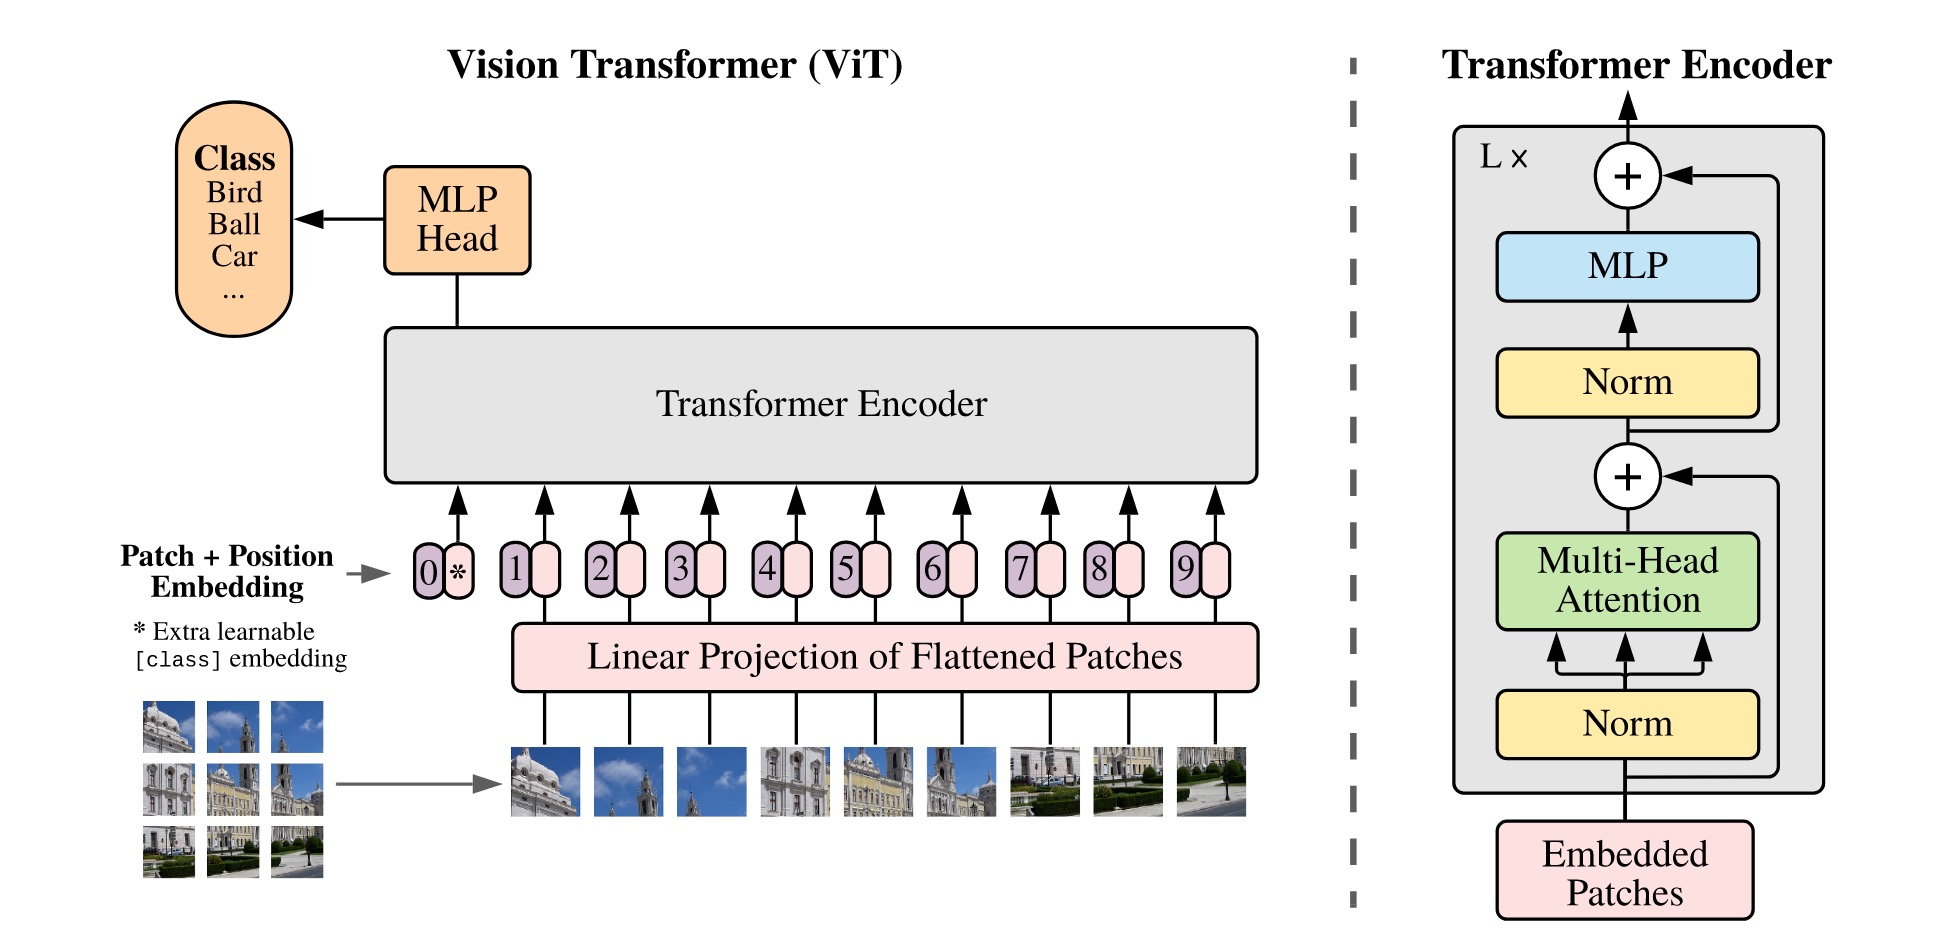 Vision Transformer (ViT)
Class
Bird
Ball
Car
...
MLP
Head
Transformer Encoder
Patch + Position
Embedding
0 * 1 2 3 4 5 6 7 8 9
* Extra learnable
[class] embedding
Linear Projection of Flattened Patches
Transformer Encoder
L ×
+
MLP
Norm
+
Multi-Head
Attention
Norm
Embedded
Patches